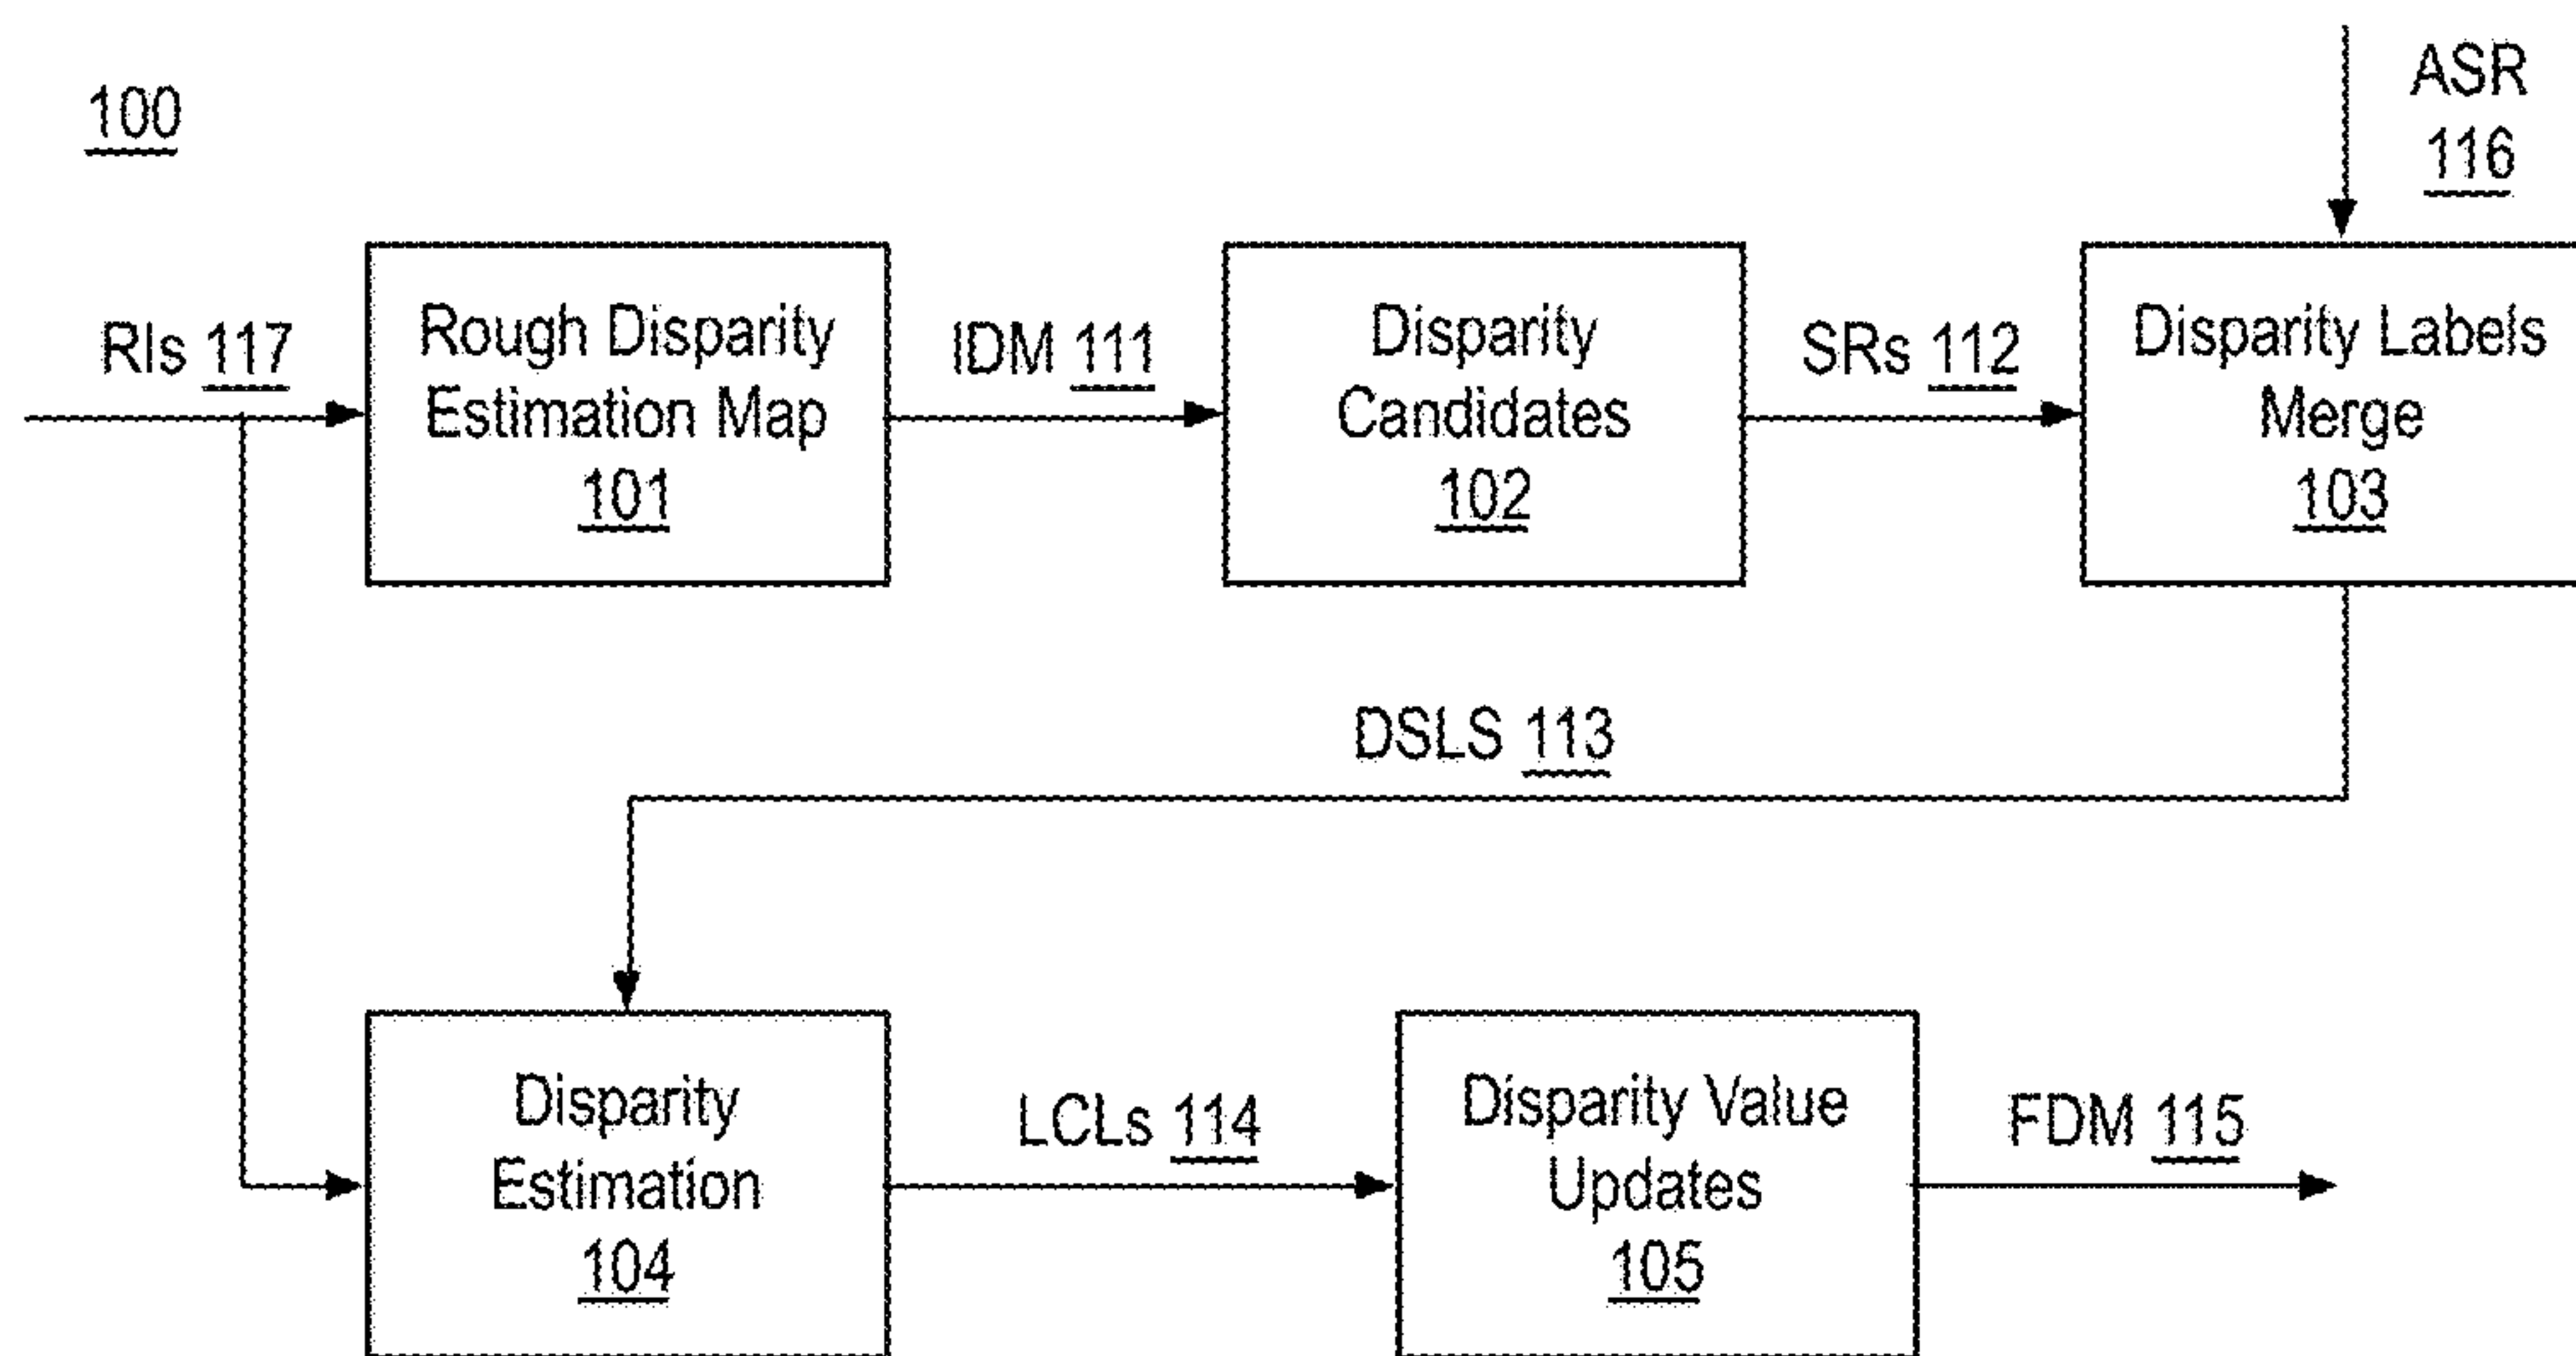 100
ASR
116
RIs 117
Rough Disparity
Estimation Map
101
IDM 111
Disparity
Candidates
102
SRs 112
Disparity Labels
Merge
103
DSLS 113
Disparity
Estimation
104
LCLs 114
Disparity Value
Updates
105
FDM 115